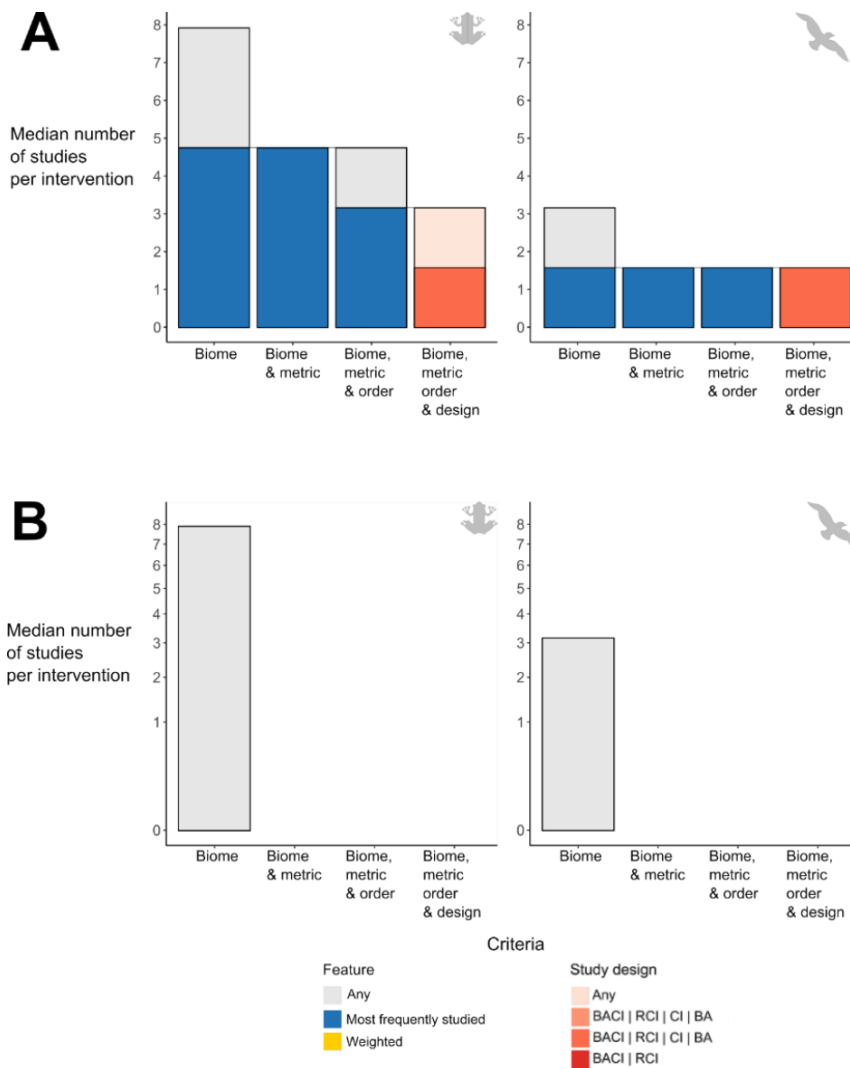 A
Median number
of studies
per intervention
8
7
6
5
4
3
2
1
0
Biome
Biome
& metric
Biome,
metric
& order
Biome,
metric
order
& design
8
7
6
5
4
3
2
1
0
Biome
Biome
& metric
Biome,
metric
& order
Biome,
metric
order
& design
B
Median number
of studies
per intervention
8
7
6
5
4
3
2
1
0
Biome
Biome
& metric
Biome,
metric
& order
Biome,
metric
order
& design
8
7
6
5
4
3
2
1
0
Biome
Biome
& metric
Biome,
metric
& order
Biome,
metric
order
& design
Criteria
Feature
Any
Most frequently studied
Weighted
Study design
Any
BACI | RCI | CI | BA
BACI | RCI | CI | BA
BACI | RCI